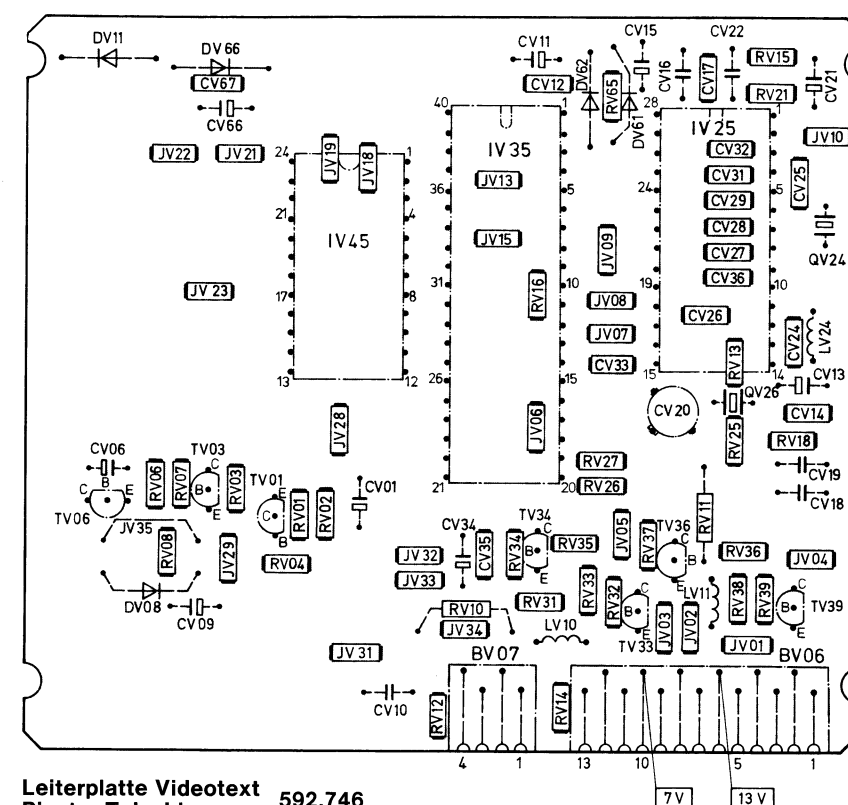 DV11
DV66
CV67
CV66
JV22
JV21
CV11
CV12
DV62
RV65
DV61
CV15
CV16
CV17
CV22
RV15
RV21
CV21
JV10
24
1
JV19
JV18
IV45
21
4
17
8
13
12
JV23
40
1
IV35
JV13
36
5
JV15
31
10
RV16
26
15
JV06
21
20
JV09
JV08
JV07
CV33
28
1
IV25
CV32
CV31
24
5
CV29
CV28
CV27
CV36
19
10
CV26
15
14
CV25
QV24
CV24
LV24
RV13
CV13
QV26
CV20
CV14
RV25
RV18
CV19
CV18
RV27
RV26
JV28
CV06
B
C
E
TV06
RV06
RV07
TV03
C
B
E
RV03
TV01
E
C
B
RV01
RV02
CV01
JV35
RV08
JV29
RV04
DV08
CV09
CV34
JV32
JV33
CV35
RV34
TV34
C
B
E
RV35
JV05
RV37
TV36
C
B
E
RV11
RV36
JV04
RV10
JV34
RV31
RV33
RV32
C
B
E
TV33
LV10
JV03
JV02
LV11
RV38
RV39
C
B
E
TV39
JV01
JV31
CV10
RV12
BV07
4
1
RV14
BV06
13
10
5
1
7V
13V
Leiterplatte Videotext
592.746